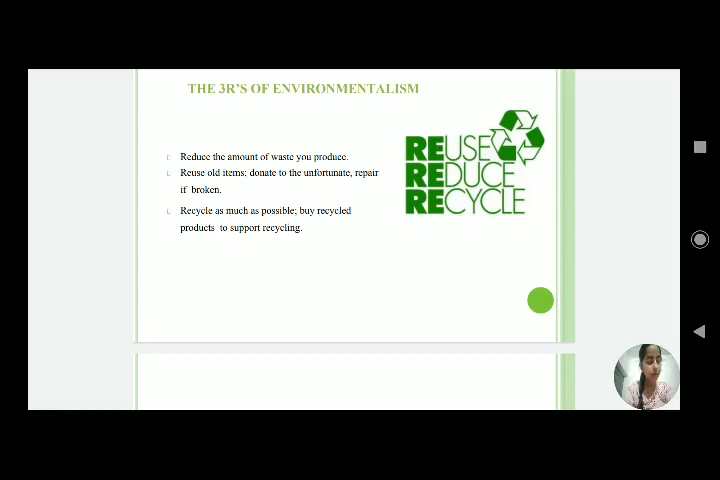 THE 3R'S OF ENVIRONMENTALISM
Reduce the amount of waste you produce.
Reuse old items; donate to the unfortunate, repair
if broken.
Recycle as much as possible; buy recycled
products to support recycling.
REUSE
REDUCE
RECYCLE